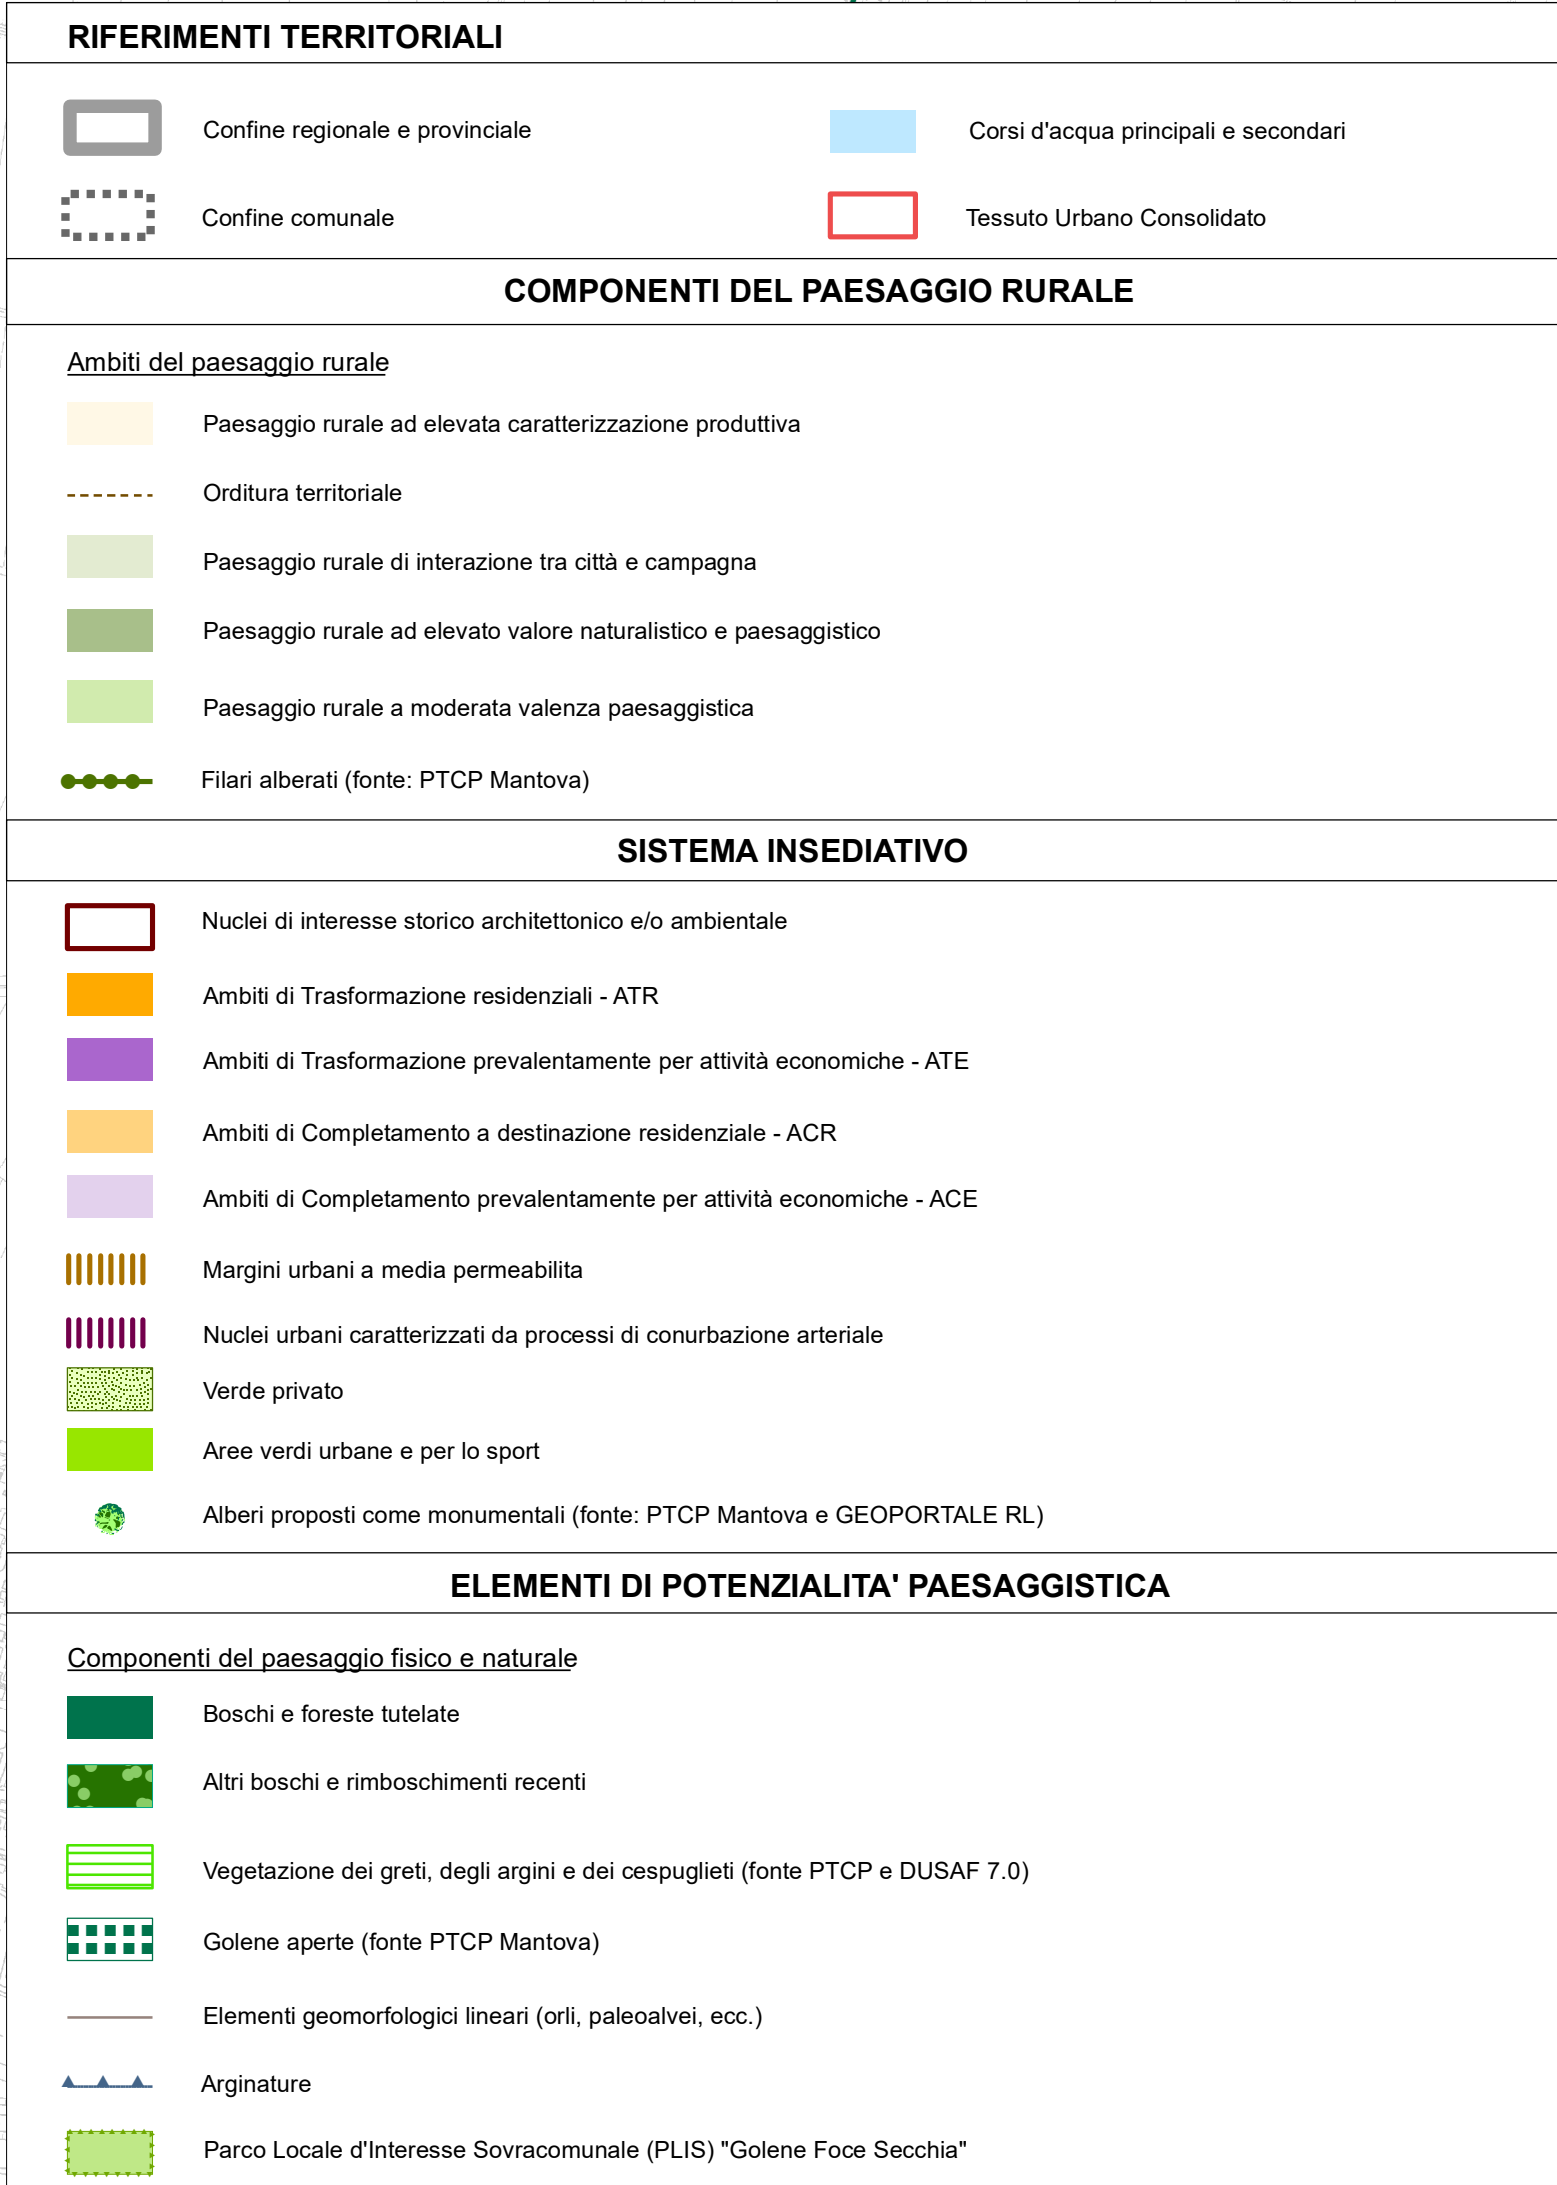 RIFERIMENTI TERRITORIALI
Confine regionale e provinciale
Corsi d'acqua principali e secondari
Confine comunale
Tessuto Urbano Consolidato
COMPONENTI DEL PAESAGGIO RURALE
Ambiti del paesaggio rurale
Paesaggio rurale ad elevata caratterizzazione produttiva
Orditura territoriale
Paesaggio rurale di interazione tra città e campagna
Paesaggio rurale ad elevato valore naturalistico e paesaggistico
Paesaggio rurale a moderata valenza paesaggistica
Filari alberati (fonte: PTCP Mantova)
SISTEMA INSEDIATIVO
Nuclei di interesse storico architettonico e/o ambientale
Ambiti di Trasformazione residenziali - ATR
Ambiti di Trasformazione prevalentamente per attività economiche - ATE
Ambiti di Completamento a destinazione residenziale - ACR
Ambiti di Completamento prevalentamente per attività economiche - ACE
Margini urbani a media permeabilita
Nuclei urbani caratterizzati da processi di conurbazione arteriale
Verde privato
Aree verdi urbane e per lo sport
Alberi proposti come monumentali (fonte: PTCP Mantova e GEOPORTALE RL)
ELEMENTI DI POTENZIALITA' PAESAGGISTICA
Componenti del paesaggio fisico e naturale
Boschi e foreste tutelate
Altri boschi e rimboschimenti recenti
Vegetazione dei greti, degli argini e dei cespuglieti (fonte PTCP e DUSAF 7.0)
Golene aperte (fonte PTCP Mantova)
Elementi geomorfologici lineari (orli, paleoalvei, ecc.)
Arginature
Parco Locale d'Interesse Sovracomunale (PLIS) "Golene Foce Secchia"